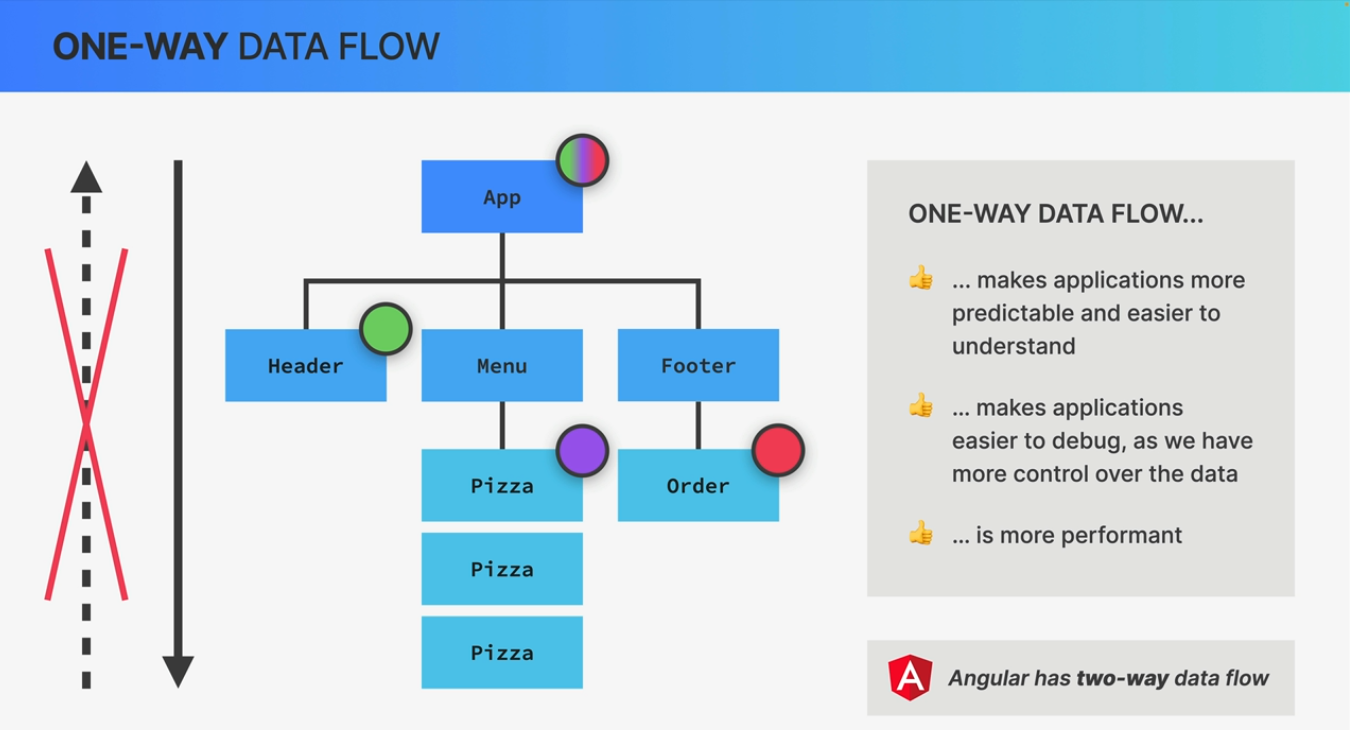 ONE-WAY DATA FLOW
App
Header
Menu
Footer
Pizza
Order
Pizza
Pizza
ONE-WAY DATA FLOW...
... makes applications more
predictable and easier to
understand
... makes applications
easier to debug, as we have
more control over the data
... is more performant
A
Angular has two-way data flow